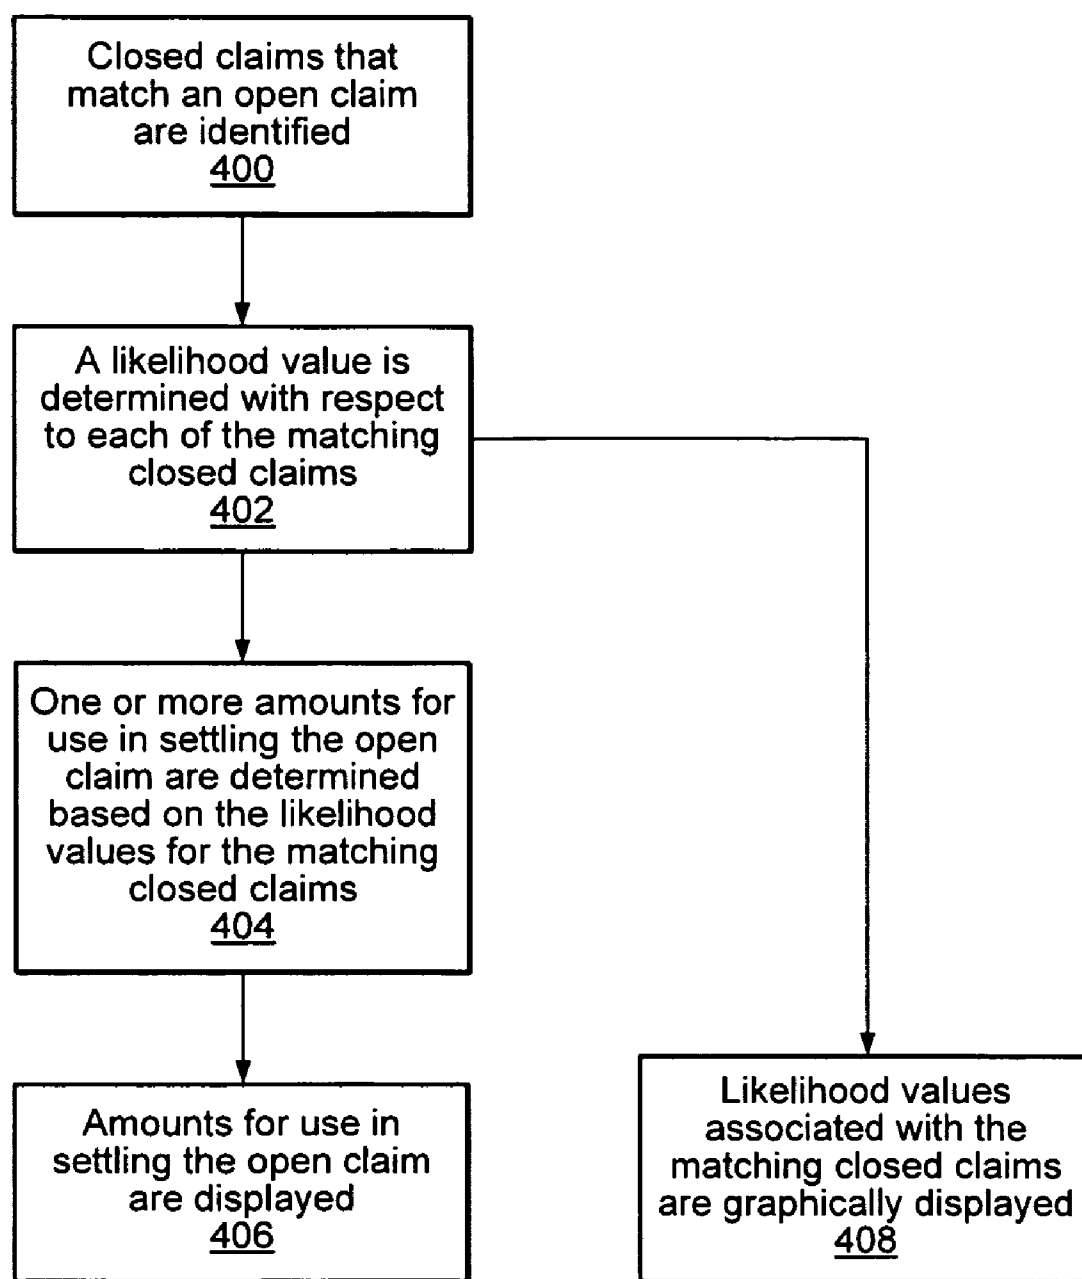 Closed claims that
match an open claim
are identified
400
A likelihood value is
determined with respect
to each of the matching
closed claims
402
One or more amounts for
use in settling the open
claim are determined
based on the likelihood
values for the matching
closed claims
404
Amounts for use in
settling the open claim
are displayed
406
Likelihood values
associated with the
matching closed claims
are graphically displayed
408